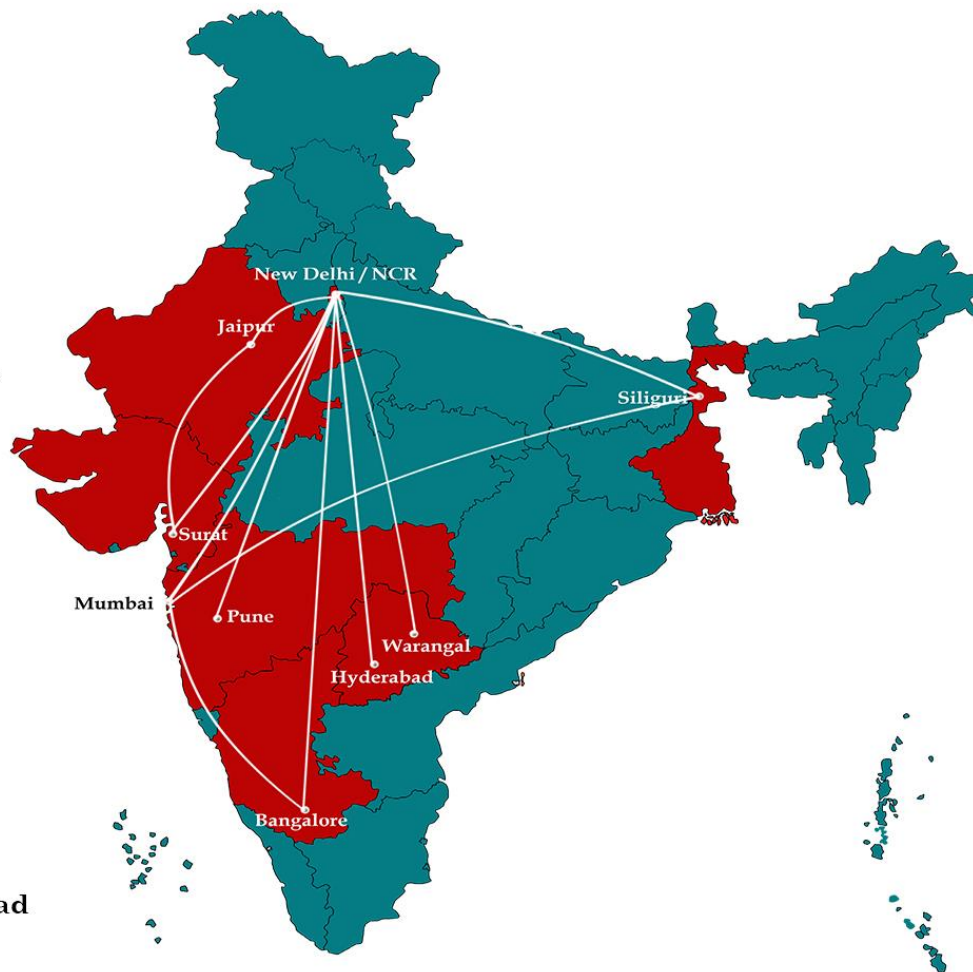 New Delhi / NCR
Jaipur
Siliguri
Surat
Mumbai
Pune
Warangal
Hyderabad
Bangalore
ad